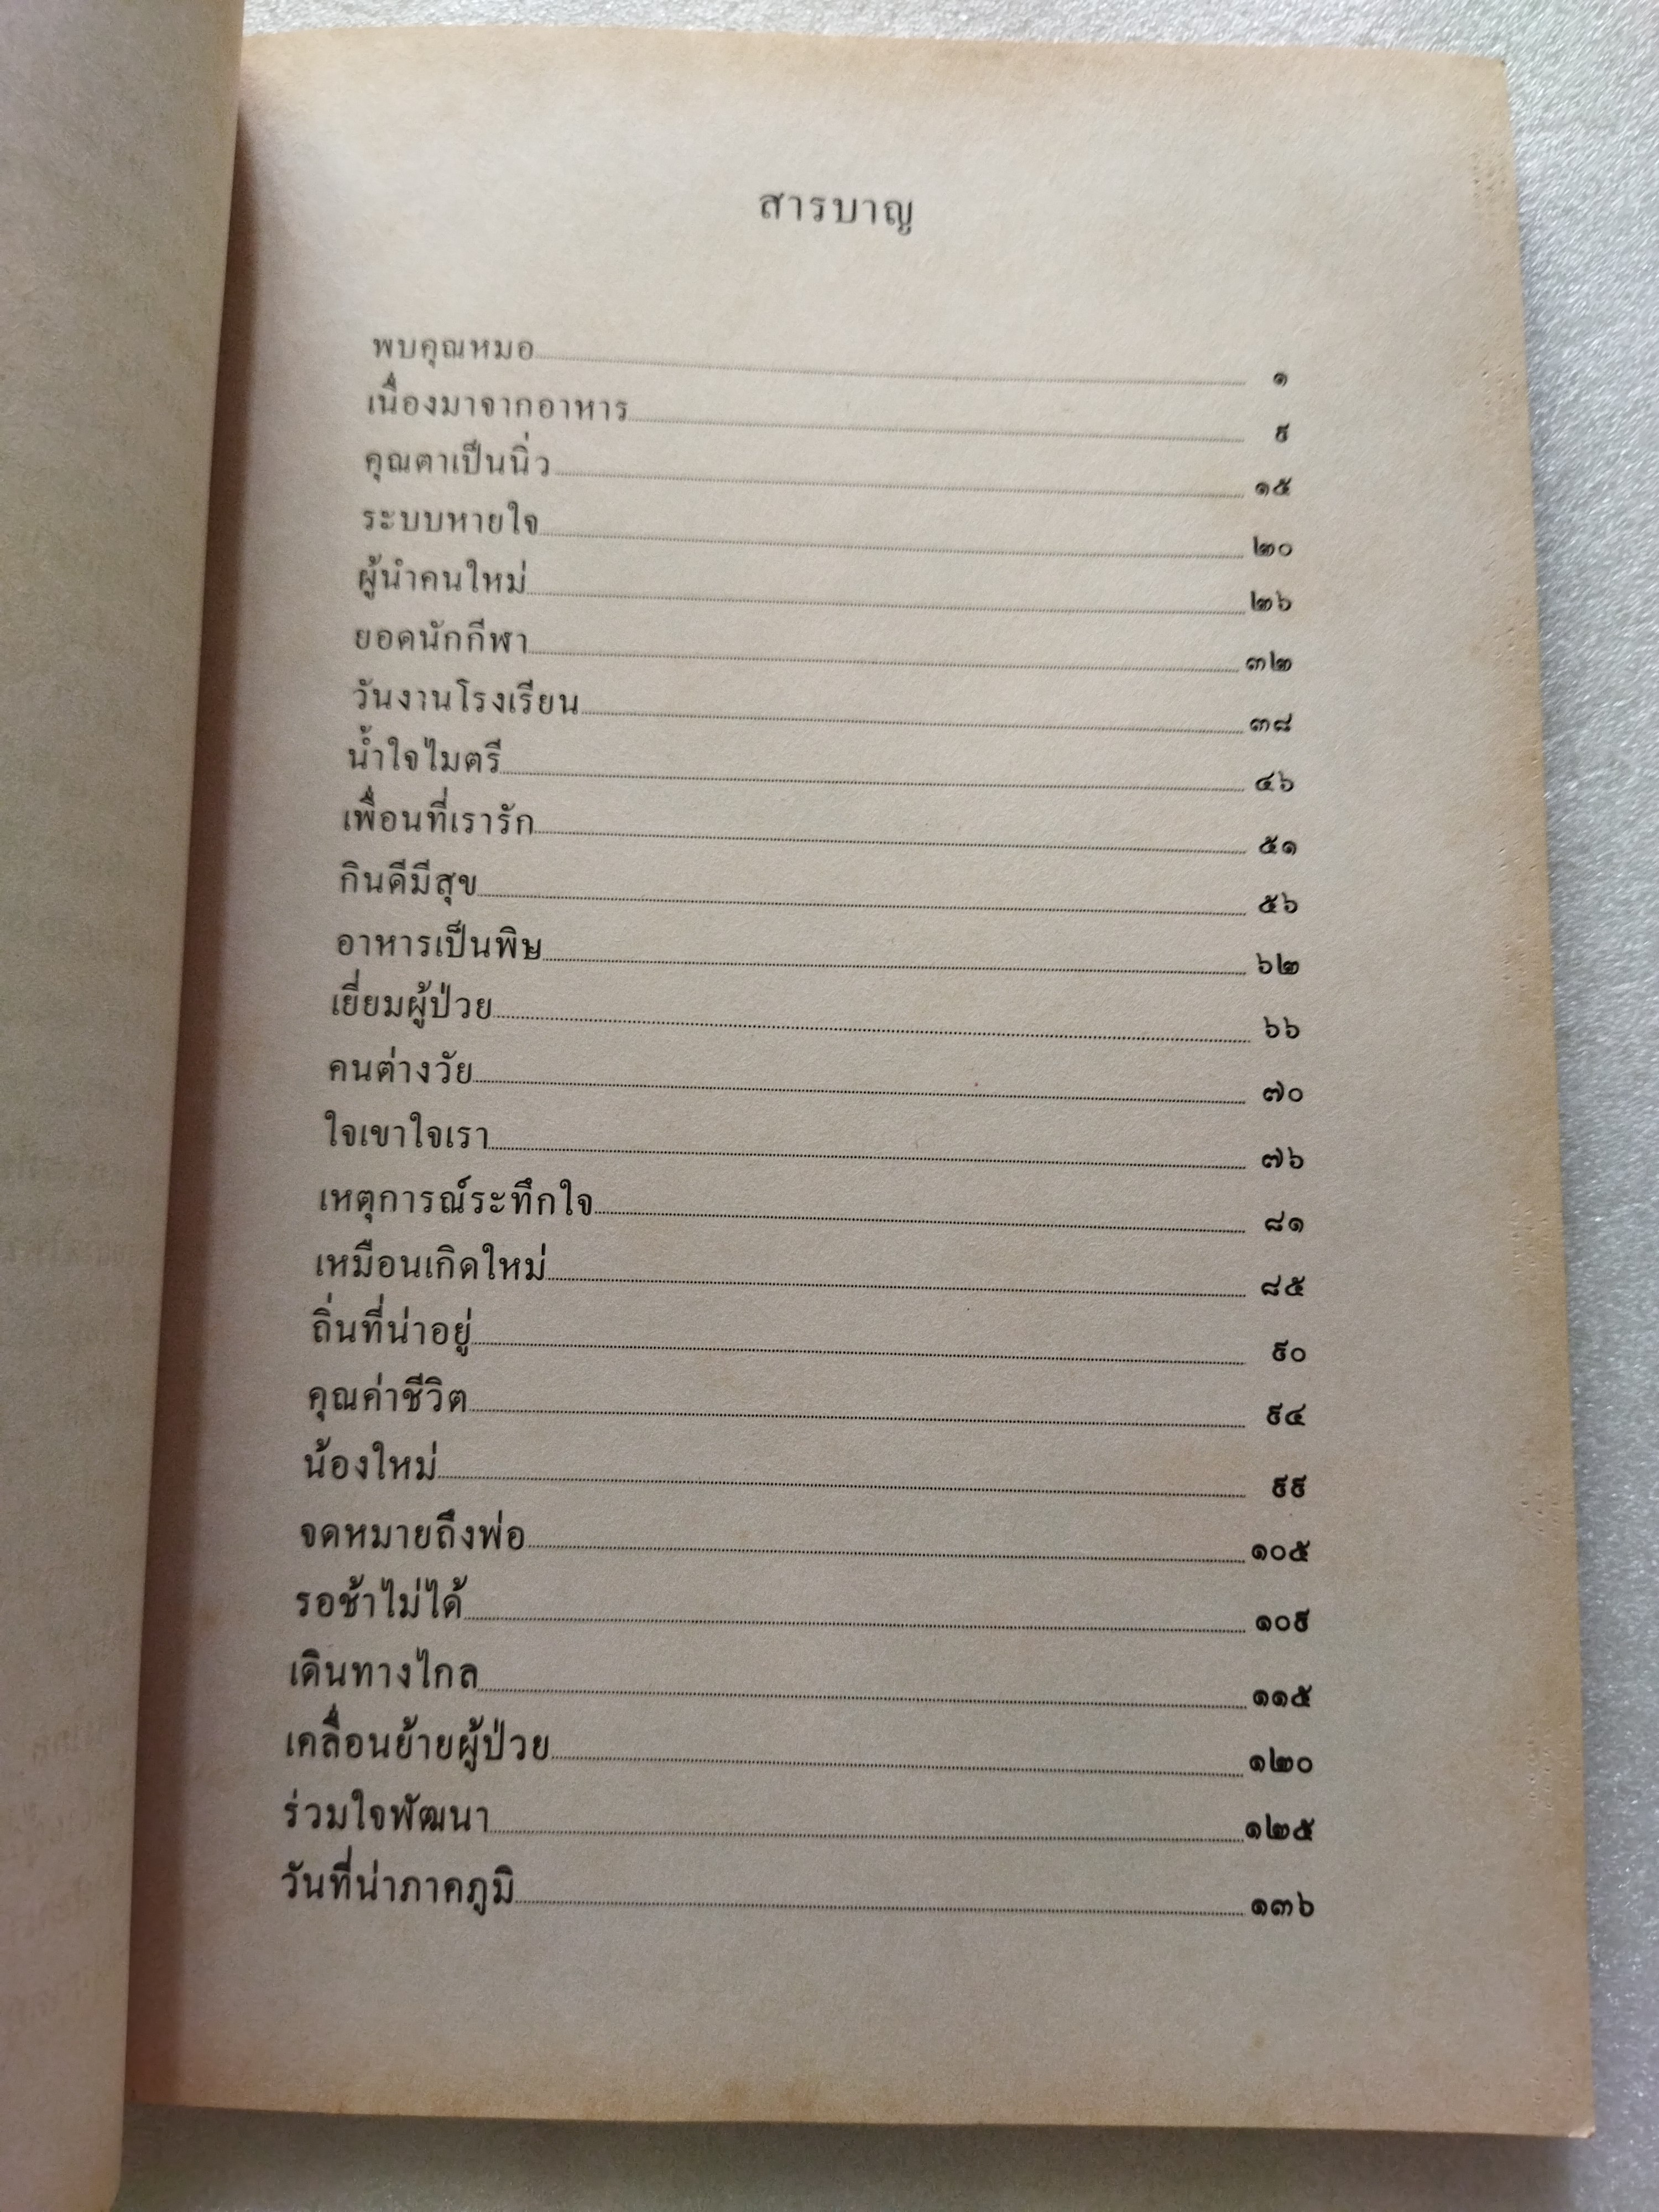 สารบาญ
พบคุณหมอ ๑
เนื่องมาจากอาหาร ๙
คุณตาเป็นนิ่ว ๑๕
ระบบหายใจ ๒๐
ผู้นำคนใหม่ ๒๖
ยอดนักกีฬา ๓๒
วันงานโรงเรียน ๓๘
น้ำใจไมตรี ๔๖
เพื่อนที่เรารัก ๕๑
กินดีมีสุข ๕๖
อาหารเป็นพิษ ๖๒
เยี่ยมผู้ป่วย ๖๖
คนต่างวัย ๗๐
ใจเขาใจเรา ๗๖
เหตุการณ์ระทึกใจ ๘๑
เหมือนเกิดใหม่ ๘๕
ถิ่นที่น่าอยู่ ๙๐
คุณค่าชีวิต ๙๔
น้องใหม่ ๙๙
จดหมายถึงพ่อ ๑๐๕
รอช้าไม่ได้ ๑๐๙
เดินทางไกล ๑๑๕
เคลื่อนย้ายผู้ป่วย ๑๒๐
ร่วมใจพัฒนา ๑๒๕
วันที่น่าภาคภูมิ ๑๓๖